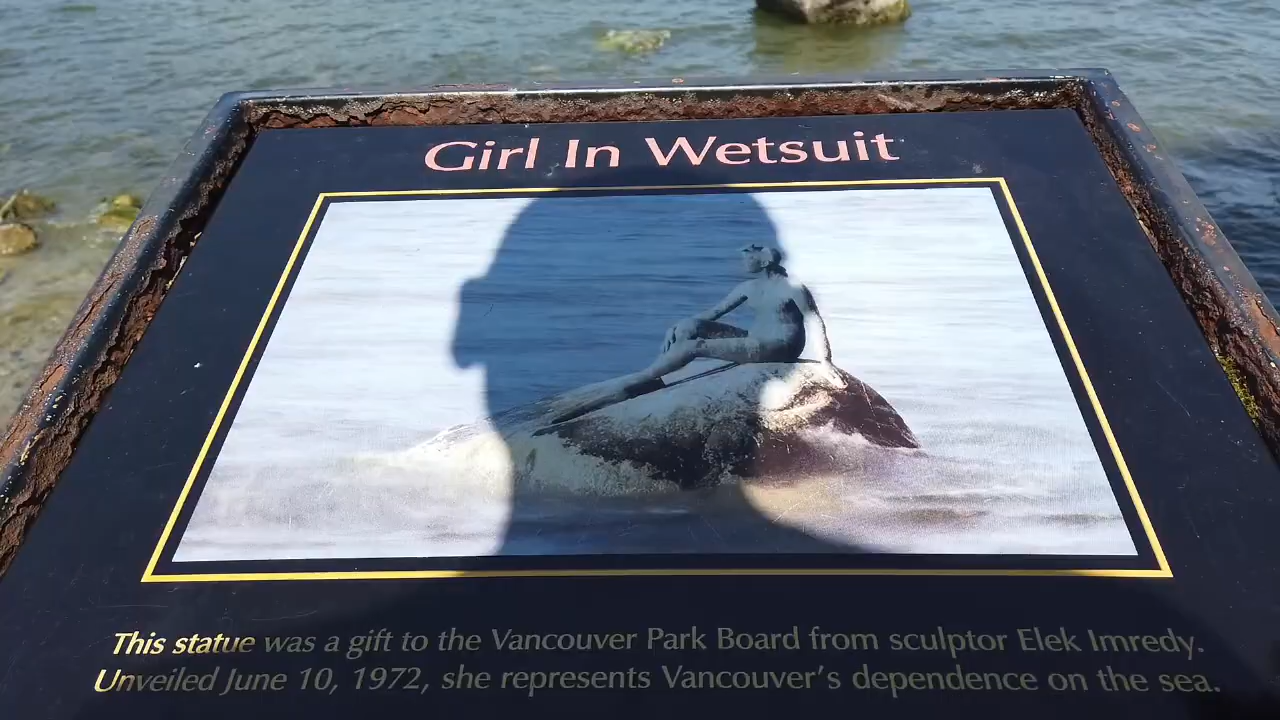 Girl In Wetsuit
This statue was a gift to the Vancouver Park Board from sculptor Elek Imredy.
Unveiled June 10, 1972, she represents Vancouver's dependence on the sea.